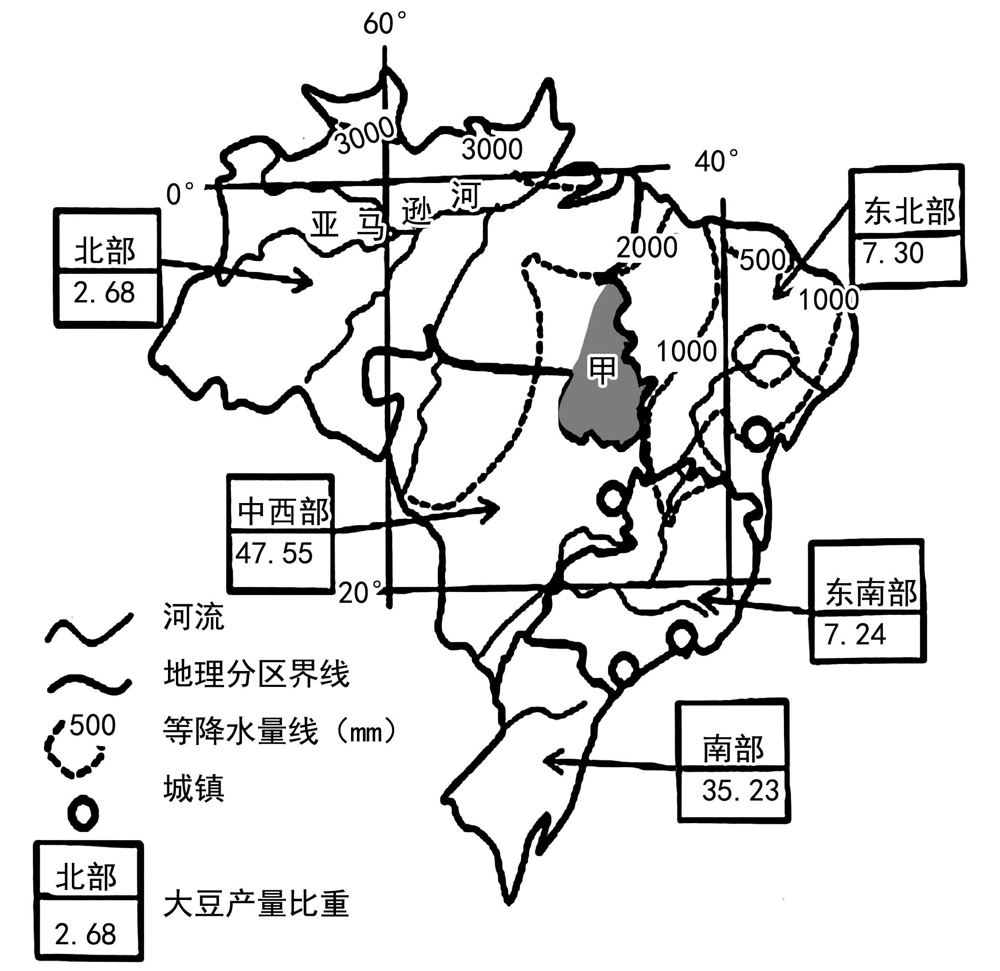 60°
3000
3000
40°
0°
亚马逊河
2000
500
1000
1000
甲
20°
北部
2.68
东北部
7.30
中西部
47.55
东南部
7.24
南部
35.23
河流
地理分区界线
500
等降水量线（mm）
城镇
北部
2.68
大豆产量比重